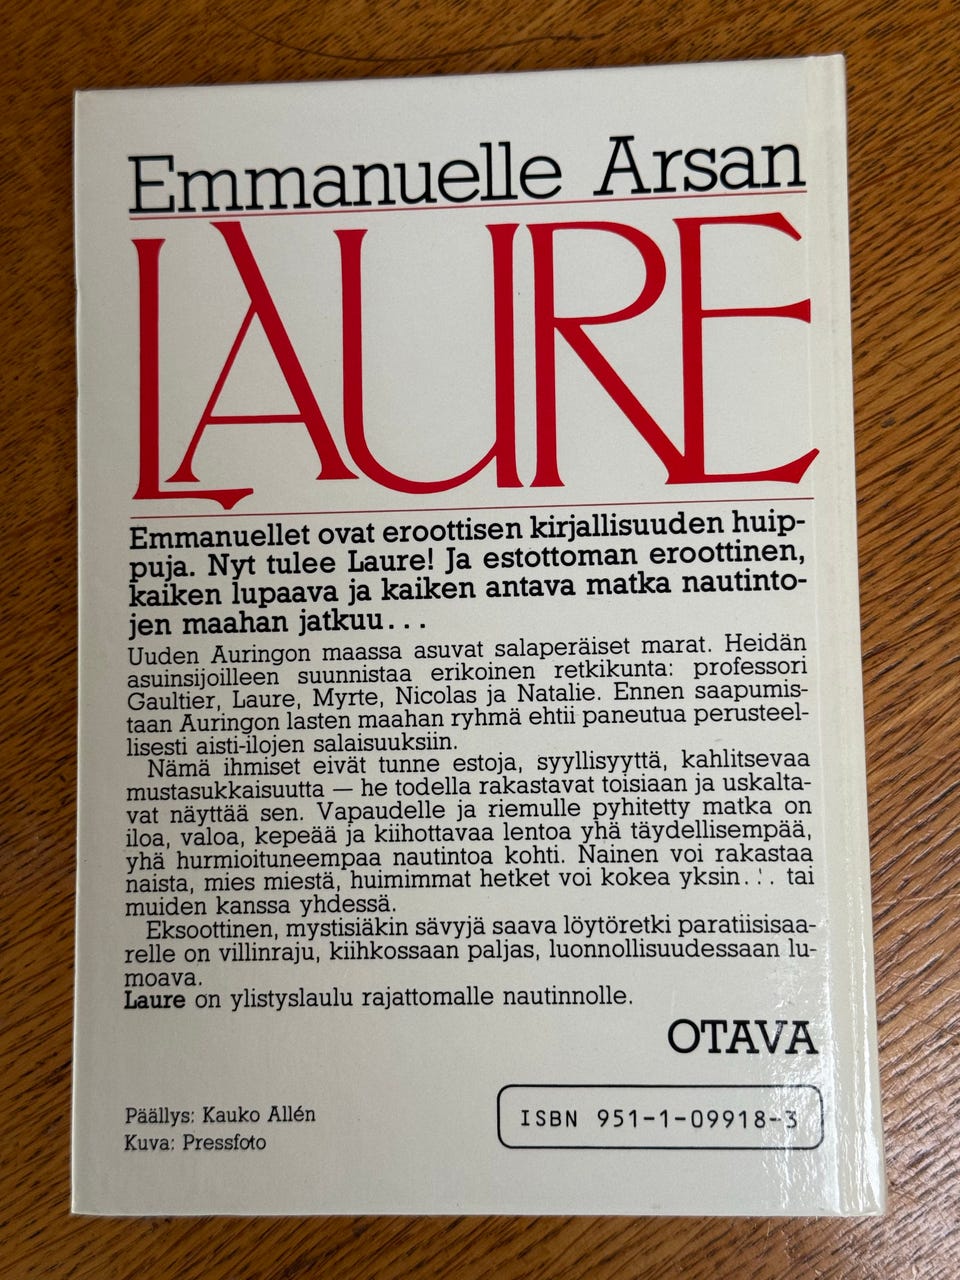 Emmanuelle Arsan
LAURE
Emmanuellet ovat eroottisen kirjallisuuden huip-
puja. Nyt tulee Laure! Ja estottoman eroottinen,
kaiken lupaava ja kaiken antava matka nautinto-
jen maahan jatkuu...
Uuden Auringon maassa asuvat salaperäiset marat. Heidän
asuinsijoilleen suunnistaa erikoinen retkikunta: professori
Gaultier, Laure, Myrte, Nicolas ja Natalie. Ennen saapumis-
taan Auringon lasten maahan ryhmä ehtii paneutua perusteel-
lisesti aisti-ilojen salaisuuksiin.
Nämä ihmiset eivät tunne estoja, syyllisyyttä, kahlitsevaa
mustasukkaisuutta — he todella rakastavat toisiaan ja uskalta-
vat näyttää sen. Vapaudelle ja riemulle pyhitetty matka on
iloa, valoa, kepeää ja kiihottavaa lentoa yhä täydellisempää,
yhä hurmioituneempaa nautintoa kohti. Nainen voi rakastaa
naista, mies miestä, huimimmat hetket voi kokea yksin... tai
muiden kanssa yhdessä.
Eksoottinen, mystisiäkin sävyjä saava löytöretki paratiisisaa-
relle on villinraju, kiihkossaan paljas, luonnollisuudessaan lu-
moava.
Laure on ylistyslaulu rajattomalle nautinnolle.
OTAVA
Päällys: Kauko Allén
Kuva: Pressfoto
ISBN 951-1-09918-3